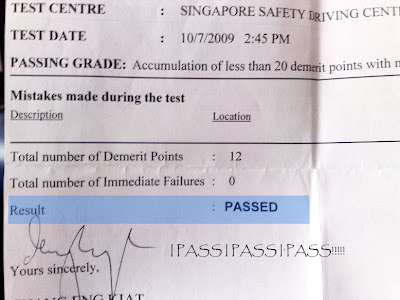 TEST CENTRE : SINGAPORE SAFETY DRIVING CENT
TEST DATE : 10/7/2009 2:45 PM
PASSING GRADE: Accumulation of less than 20 demerit points with
Mistakes made during the test
Description Location
Total number of Demerit Points : 12
Total number of Immediate Failures : 0
Result : PASSED
I PASS I PASS I PASS!!!!!
Yours sincerely,
ENG KIAT